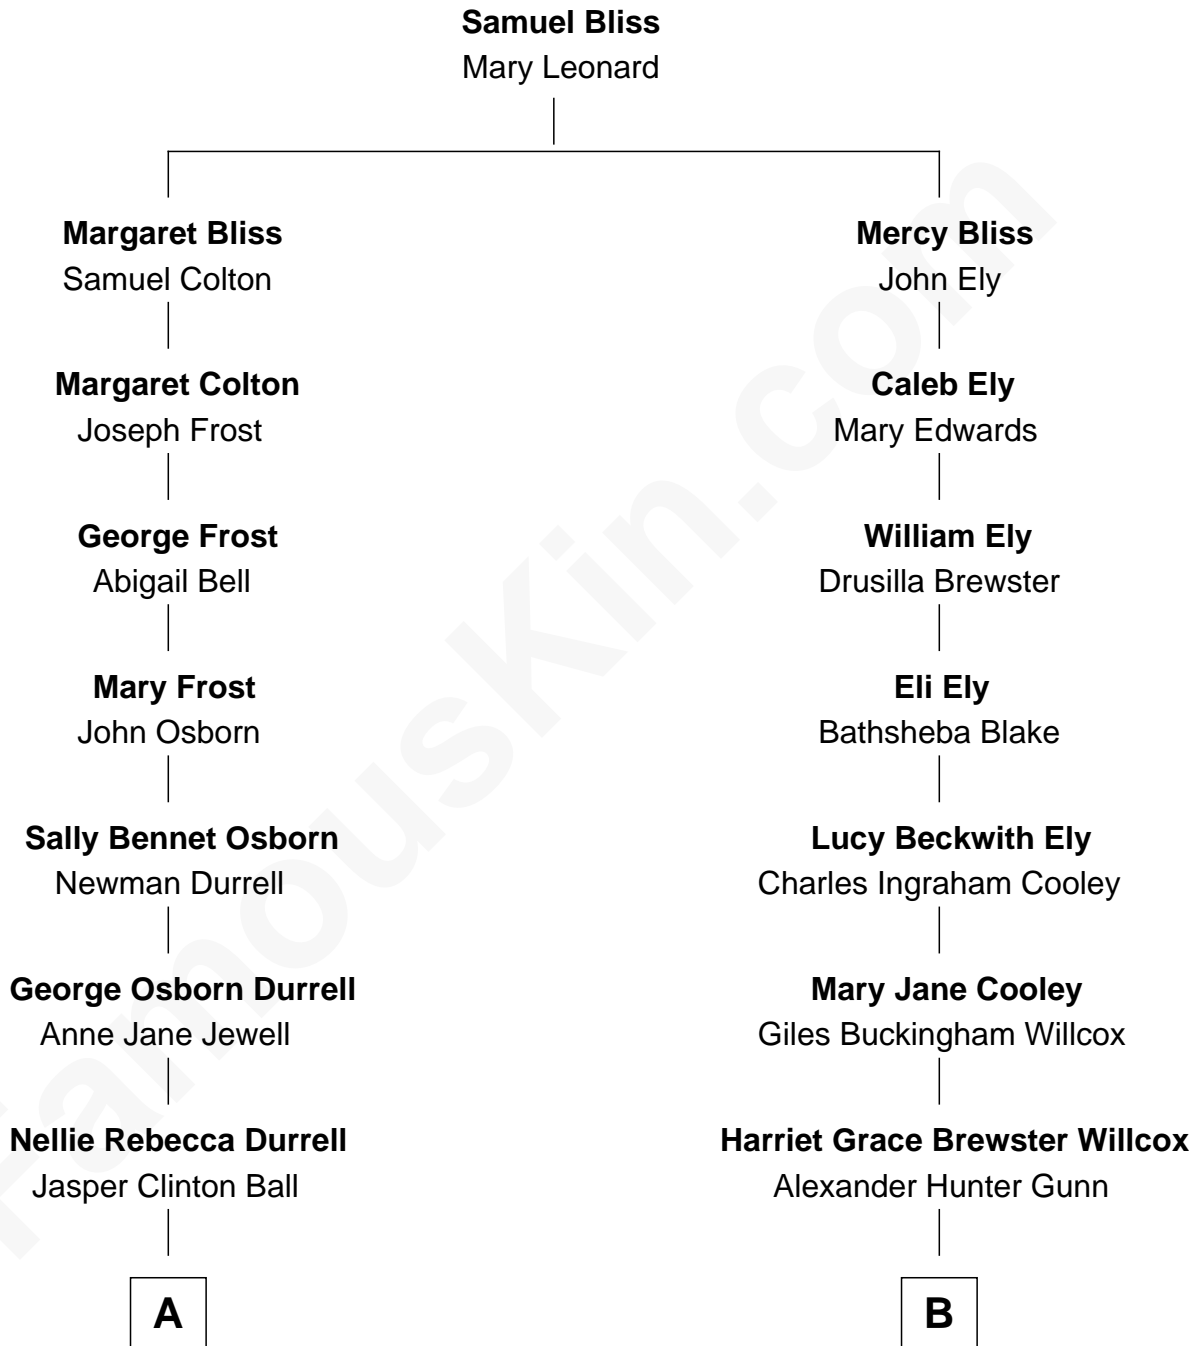 Samuel Bliss
Mary Leonard
Margaret Bliss
Samuel Colton
Mercy Bliss
John Ely
Margaret Colton
Joseph Frost
Caleb Ely
Mary Edwards
George Frost
Abigail Bell
William Ely
Drusilla Brewster
Mary Frost
John Osborn
Eli Ely
Bathsheba Blake
Sally Bennet Osborn
Newman Durrell
Lucy Beckwith Ely
Charles Ingraham Cooley
George Osborn Durrell
Anne Jane Jewell
Mary Jane Cooley
Giles Buckingham Willcox
Nellie Rebecca Durrell
Jasper Clinton Ball
Harriet Grace Brewster Willcox
Alexander Hunter Gunn
A
B
FamousKin.com